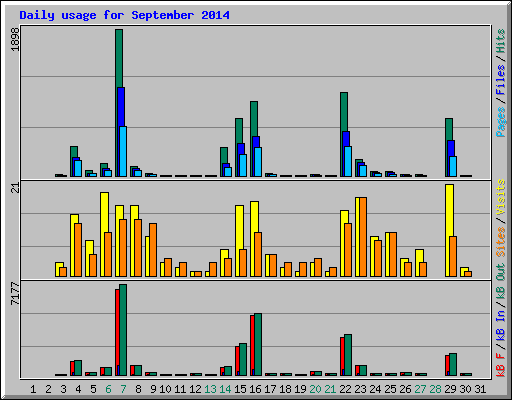 Daily usage for September 2014
1898
Pages / Files / Hits
21
Sites / Visits
7177
kB F / kB In / kB Out
1 2 3 4 5 6 7 8 9 10 11 12 13 14 15 16 17 18 19 20 21 22 23 24 25 26 27 28 29 30 31